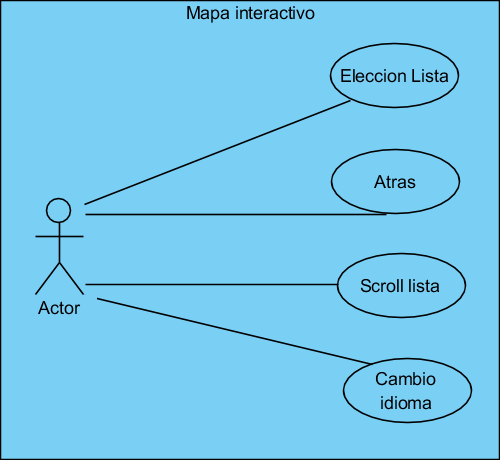 Mapa interactivo
Eleccion Lista
Atras
Scroll lista
Actor
Cambio
idioma